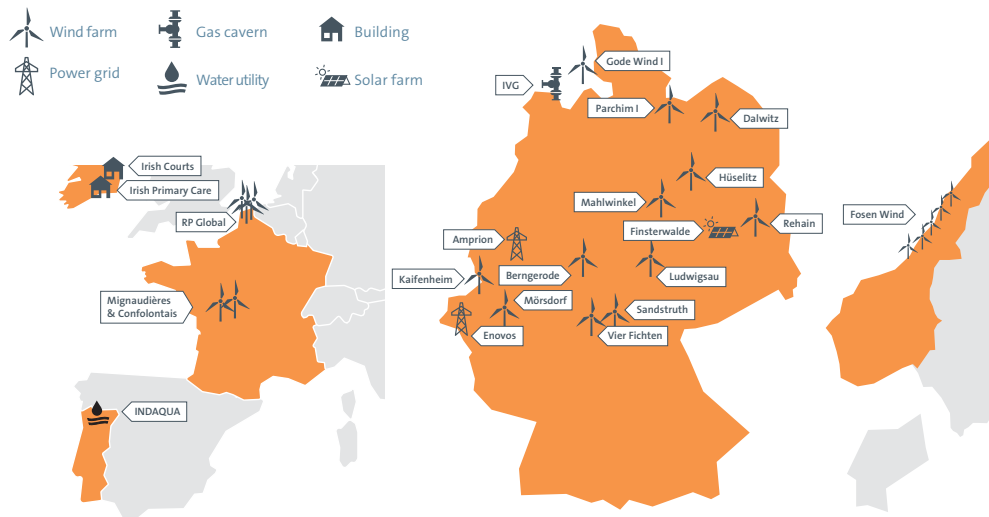 Wind farm
Gas cavern
Building
Power grid
Water utility
Solar farm
Gode Wind I
IVG
Parchim I
Dalwitz
Irish Courts
Irish Primary Care
Hüselitz
Mahlwinkel
RP Global
Fosen Wind
Finsterwalde
Rehain
Amprion
Berngerode
Kaifenheim
Ludwigsau
Mignaudières
& Confolontais
Mörsdorf
Sandstruth
Enovos
Vier Fichten
INDAQUA